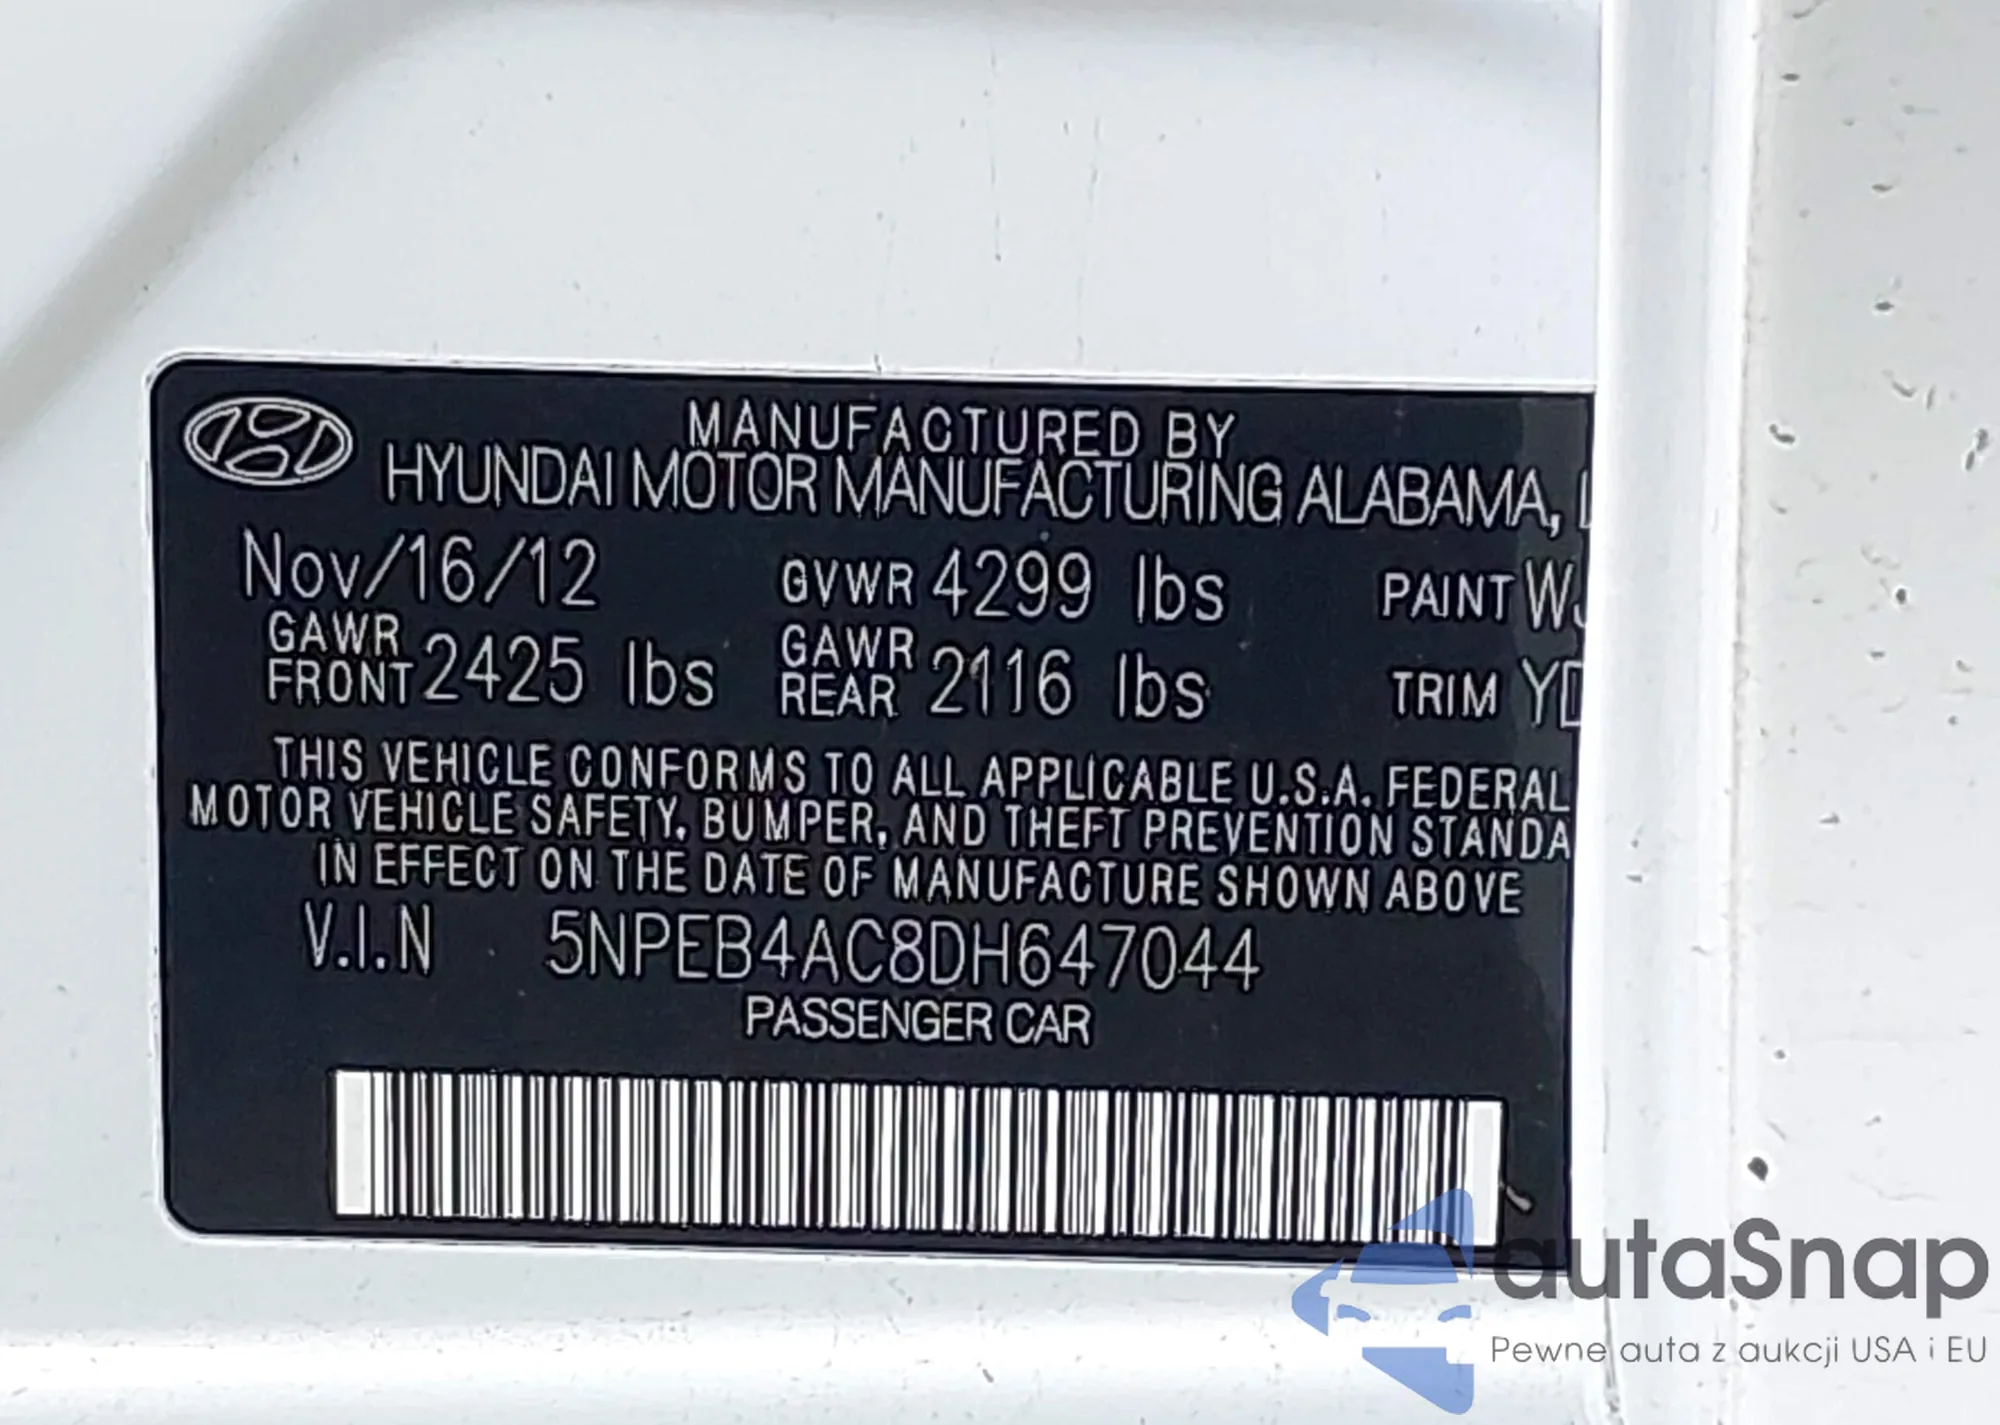 MANUFACTURED BY
HYUNDAI MOTOR MANUFACTURING ALABAMA,
Nov/16/12 GVWR 4299 lbs PAINT
GAWR FRONT 2425 lbs GAWR REAR 2116 lbs TRIM
THIS VEHICLE CONFORMS TO ALL APPLICABLE U.S.A. FEDERAL
MOTOR VEHICLE SAFETY, BUMPER, AND THEFT PREVENTION STANDA
IN EFFECT ON THE DATE OF MANUFACTURE SHOWN ABOVE
V.I.N 5NPEB4AC8DH647044
PASSENGER CAR
autaSnap
Pewne auta z aukcji USA i EU